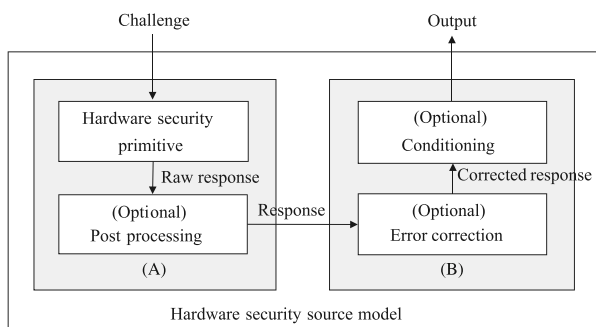 Challenge
Output
Hardware security
primitive
Raw response
(Optional)
Post processing
(A)
Response
(Optional)
Conditioning
Corrected response
(Optional)
Error correction
(B)
Hardware security source model